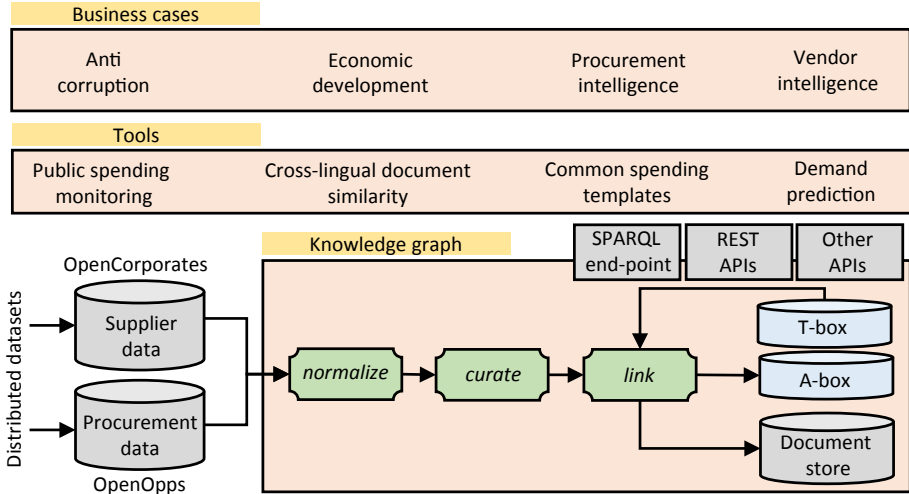 Business cases
Anti
corruption
Economic
development
Procurement
intelligence
Vendor
intelligence
Tools
Public spending
monitoring
Cross-lingual document
similarity
Common spending
templates
Demand
prediction
Knowledge graph
SPARQL
end-point
REST
APIs
Other
APIs
Distributed datasets
OpenCorporates
Supplier
data
Procurement
data
OpenOpps
normalize
curate
link
T-box
A-box
Document
store